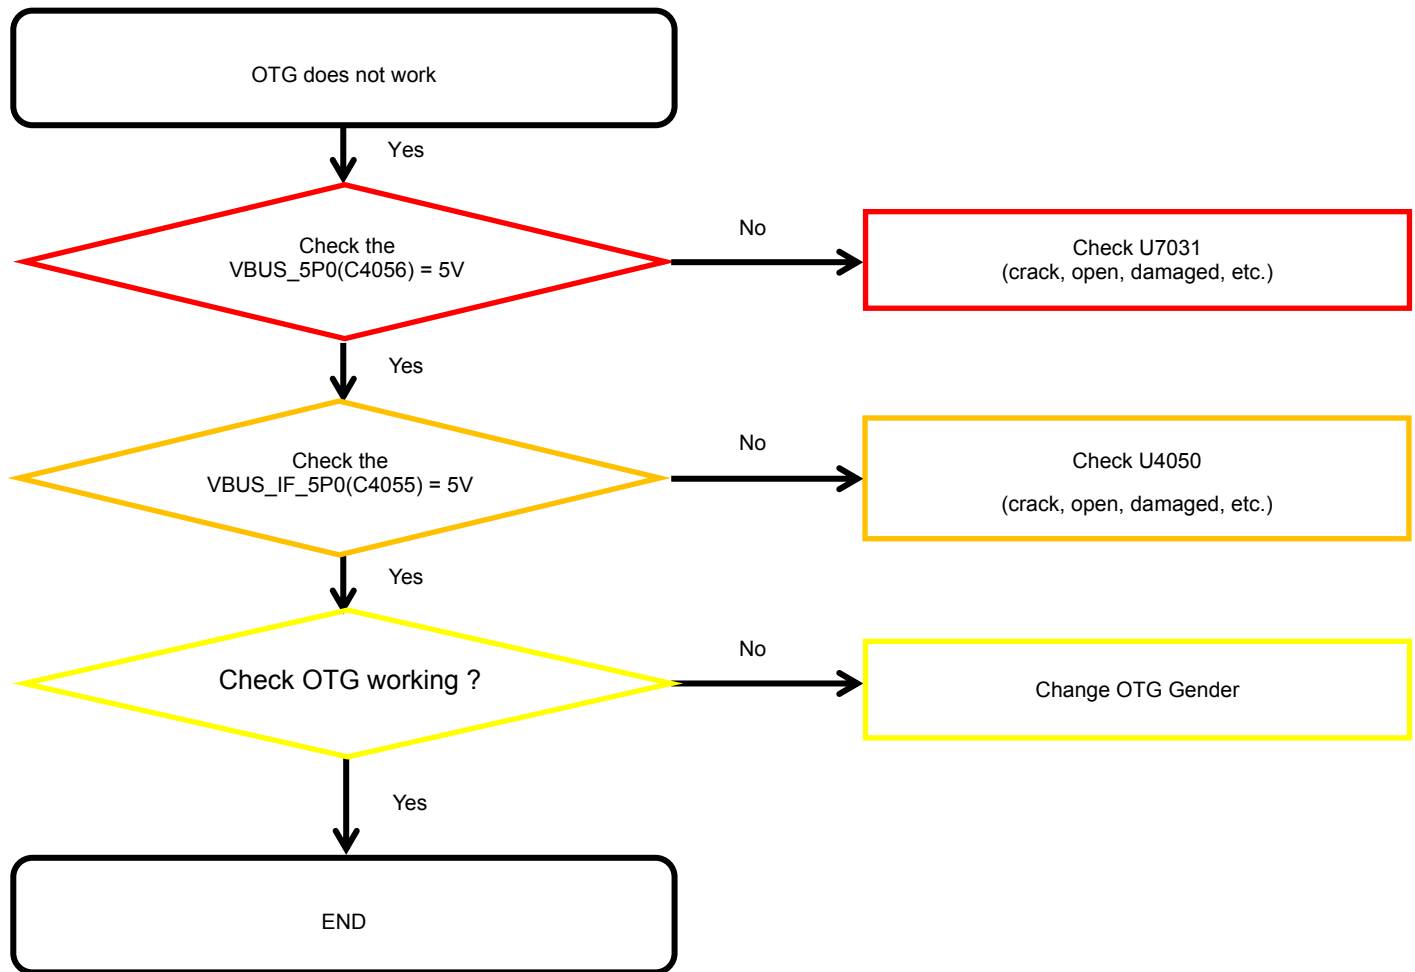 OTG does not work
Yes
Check the
VBUS_5P0(C4056) = 5V
No
Check U7031
(crack, open, damaged, etc.)
Yes
Check the
VBUS_IF_5P0(C4055) = 5V
No
Check U4050
(crack, open, damaged, etc.)
Yes
Check OTG working ?
No
Change OTG Gender
Yes
END